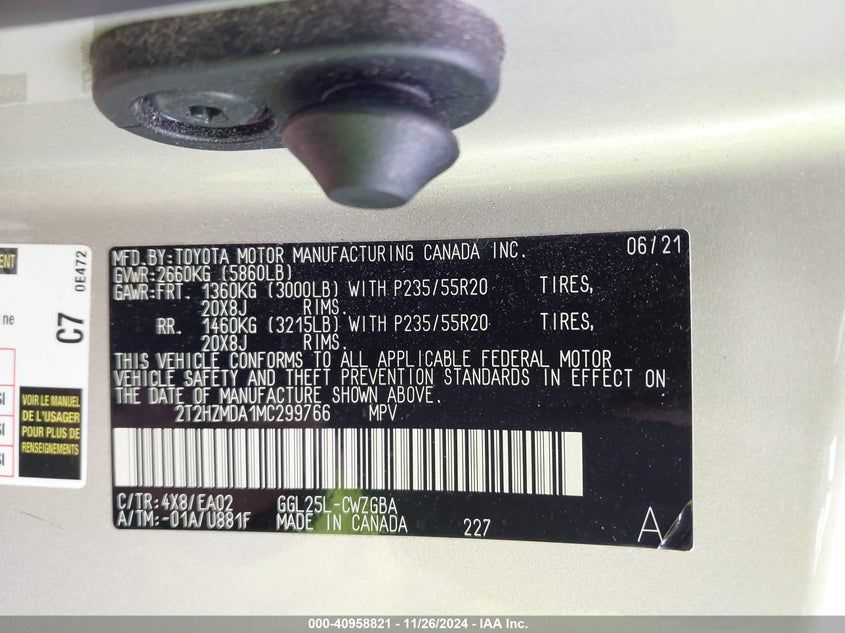 MFD.BY:TOYOTA MOTOR MANUFACTURING CANADA INC. 06/21
GVWR:2660KG (5860LB)
GAWR:FRT. 1360KG (3000LB) WITH P235/55R20 TIRES,
20X8J RIMS.
RR. 1460KG (3215LB) WITH P235/55R20 TIRES,
20X8J RIMS.
THIS VEHICLE CONFORMS TO ALL APPLICABLE FEDERAL MOTOR
VEHICLE SAFETY AND THEFT PREVENTION STANDARDS IN EFFECT ON
THE DATE OF MANUFACTURE SHOWN ABOVE.
2T2HZMDA1MC299766 MPV
C/TR:4X8/EA02 GGL25L-CWZGBA
A/TM:-01A/U881F MADE IN CANADA 227 A
ne
C7
0E472
VOIR LE MANUEL
DE L'USAGER
POUR PLUS DE
RENSEIGNEMENTS
000-40958821 - 11/26/2024 - IAA Inc.